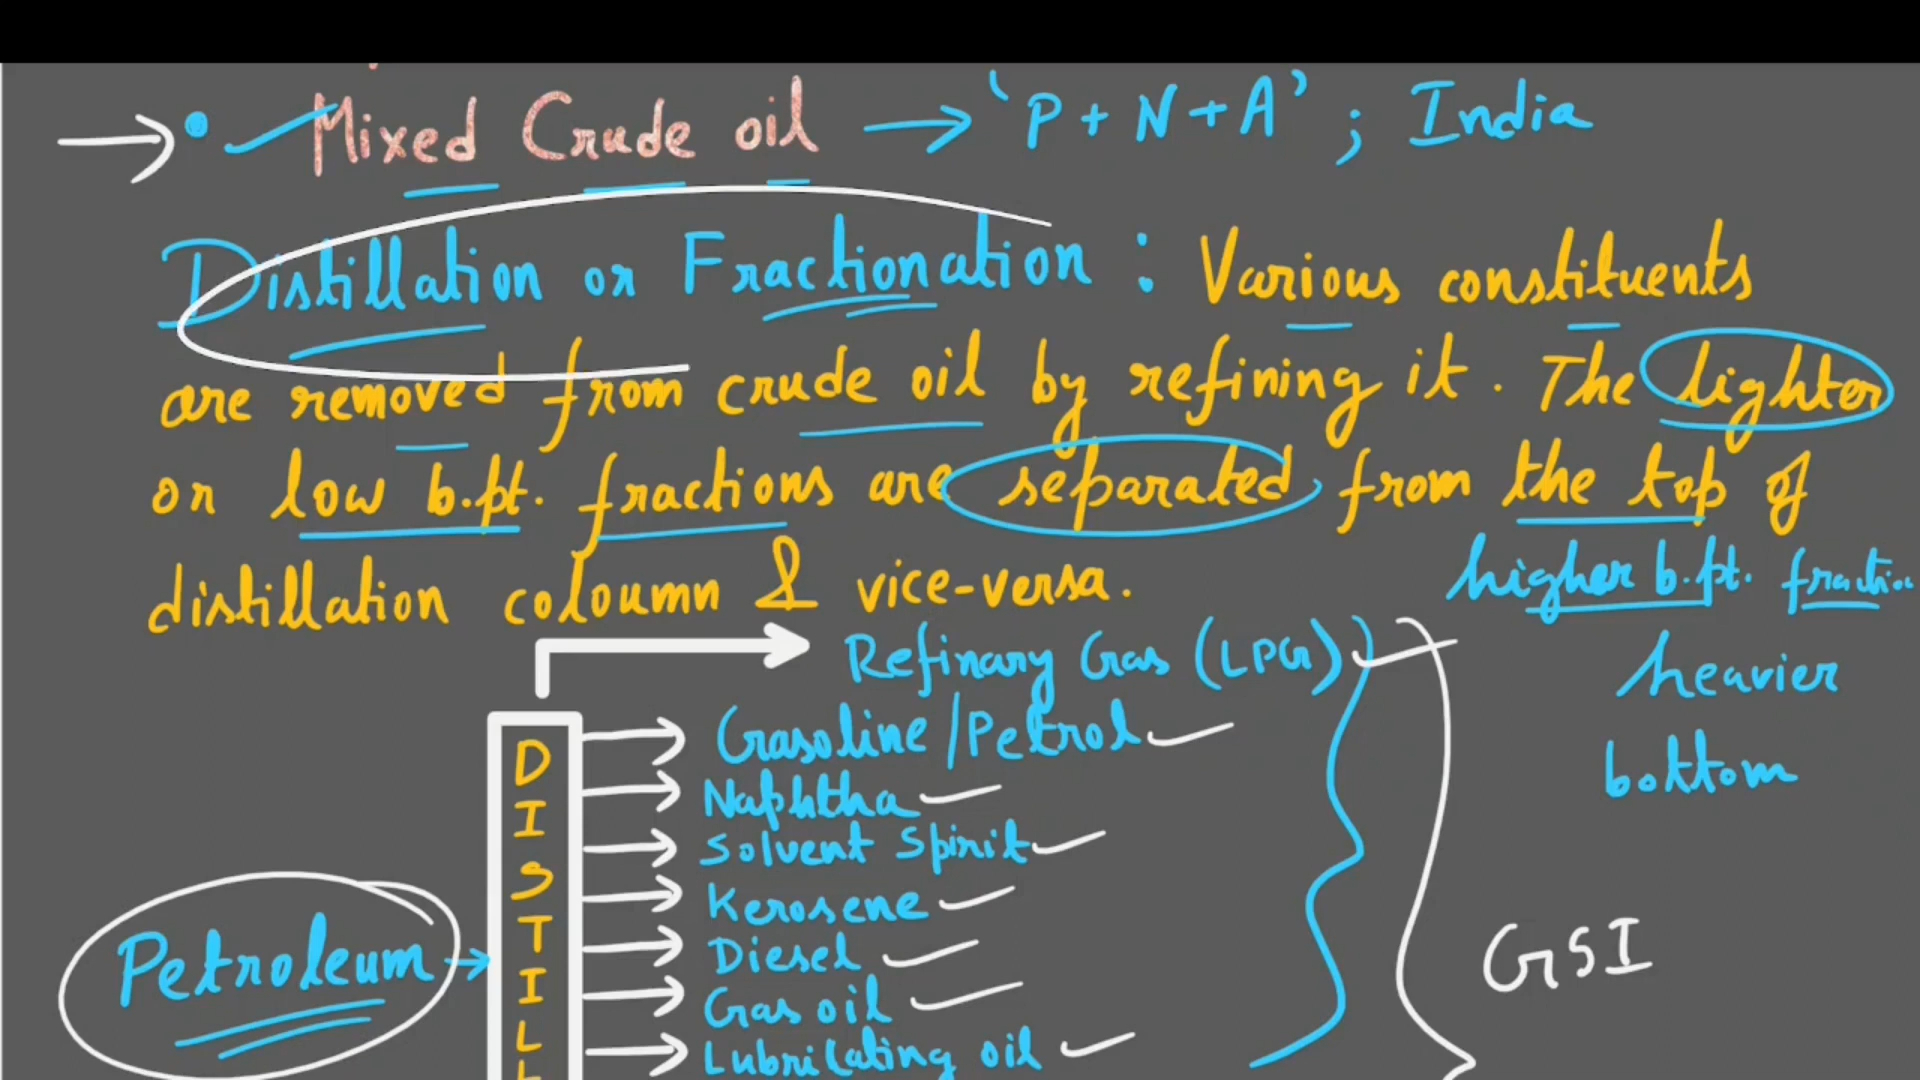 • Mixed Crude oil → 'P+N+A' ; India
Distillation or Fractionation : Various constituents
are removed from crude oil by refining it. The lighter
or low b.pt. fractions are separated from the top of
distillation coloumn & vice-versa.
higher b.pt. fractio
heavier
bottom
Refinary Gas (LPG)
Gasoline/Petrol
Naphtha
Solvent Spirit
Kerosene
Diesel
Gas oil
Lubricating oil
Petroleum →
DISTILL
GSI